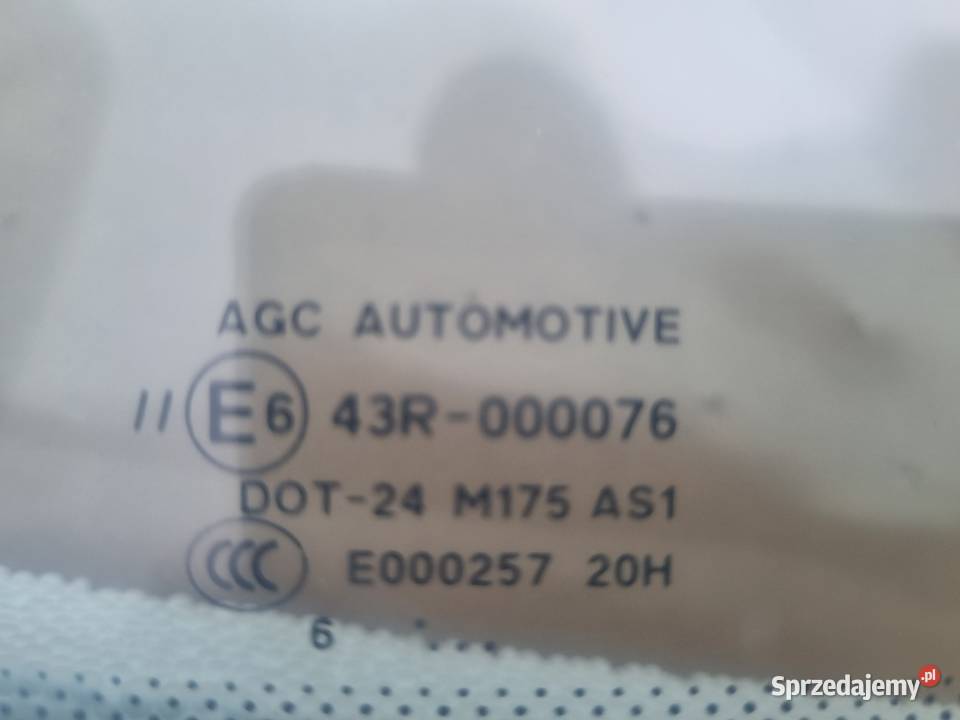 AGC AUTOMOTIVE
// E6 43R-000076
DOT-24 M175 AS1
CCC E000257 20H
6 '. . . .
Sprzedajemy.pl